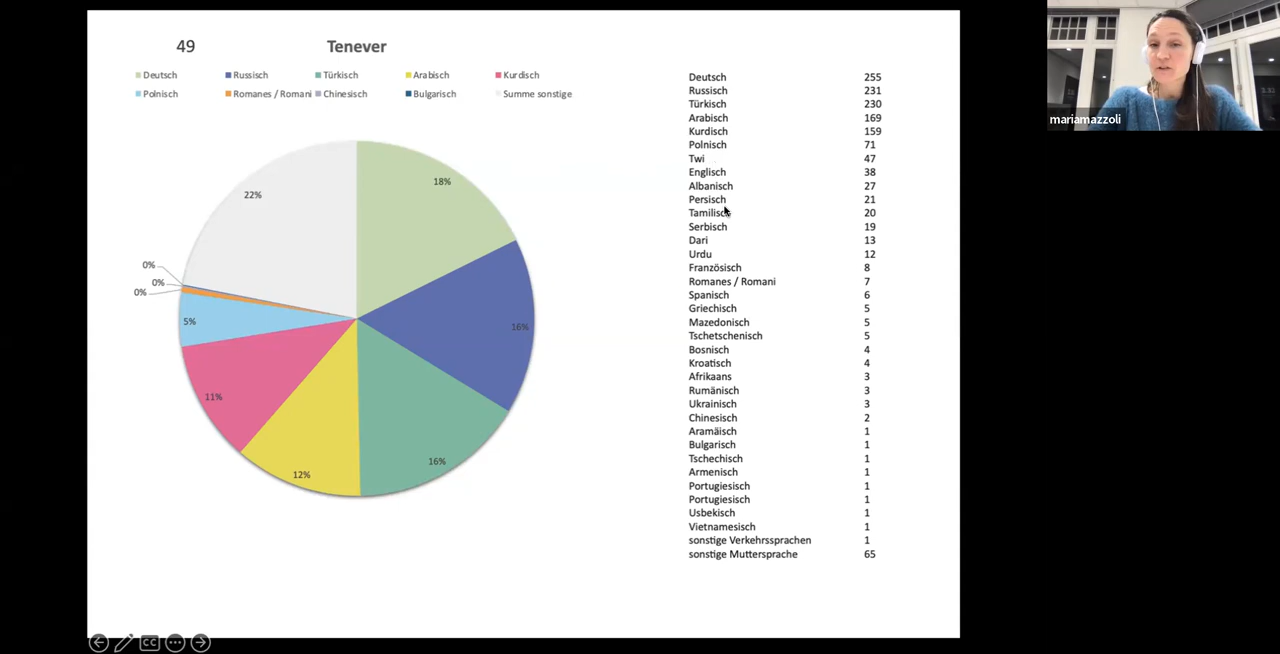 49 Tenever
Deutsch Russisch Türkisch Arabisch Kurdisch
Polnisch Romanes / Romani Chinesisch Bulgarisch Summe sonstige
18%
22%
0%
0%
0%
5%
16%
11%
16%
12%
Deutsch 255
Russisch 231
Türkisch 230
Arabisch 169
Kurdisch 159
Polnisch 71
Twi 47
Englisch 38
Albanisch 27
Persisch 21
Tamilisch 20
Serbisch 19
Dari 13
Urdu 12
Französisch 8
Romanes / Romani 7
Spanisch 6
Griechisch 5
Mazedonisch 5
Tschetschenisch 5
Bosnisch 4
Kroatisch 4
Afrikaans 3
Rumänisch 3
Ukrainisch 3
Chinesisch 2
Aramäisch 1
Bulgarisch 1
Tschechisch 1
Armenisch 1
Portugiesisch 1
Portugiesisch 1
Usbekisch 1
Vietnamesisch 1
sonstige Verkehrssprachen 1
sonstige Muttersprache 65
mariamazzoli
CC